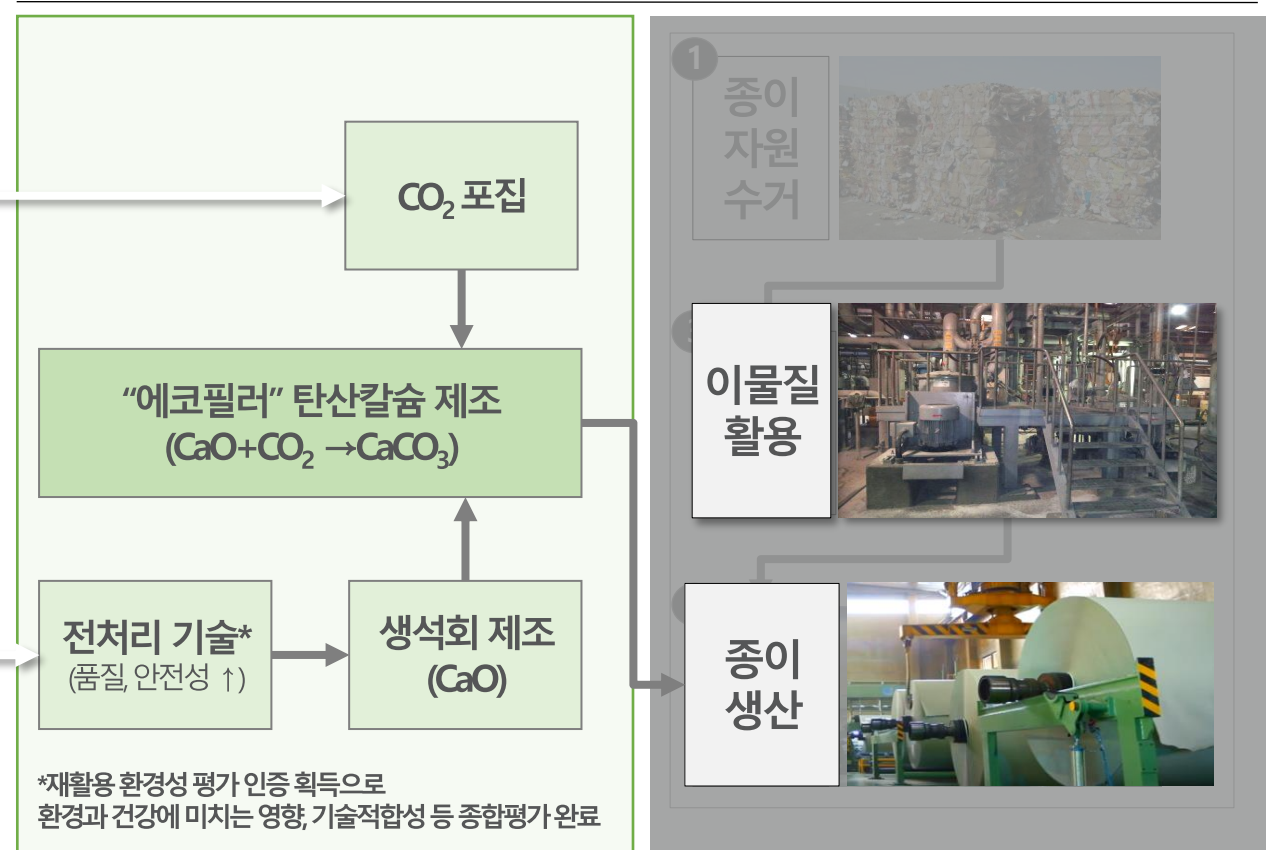 CO₂ 포집
“에코필러” 탄산칼슘 제조
(CaO+CO₂ →CaCO₃)
전처리 기술*
(품질, 안전성 ↑)
생석회 제조
(CaO)
*재활용 환경성 평가 인증 획득으로
환경과 건강에 미치는 영향, 기술적합성 등 종합평가 완료
1
종이
자원
수거
이물질
활용
종이
생산